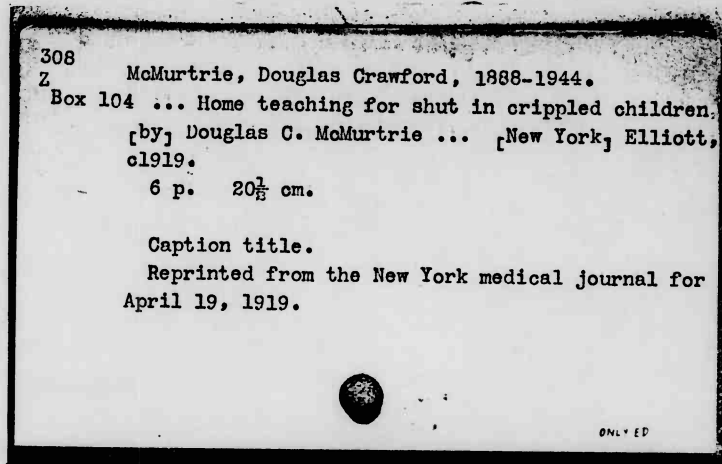 308
Z McMurtrie, Douglas Crawford, 1888-1944.
Box 104 ... Home teaching for shut in crippled children,
[by] Douglas C. McMurtrie ... [New York] Elliott,
c1919.
6 p. 20½ cm.
Caption title.
Reprinted from the New York medical journal for
April 19, 1919.
ONLY ED